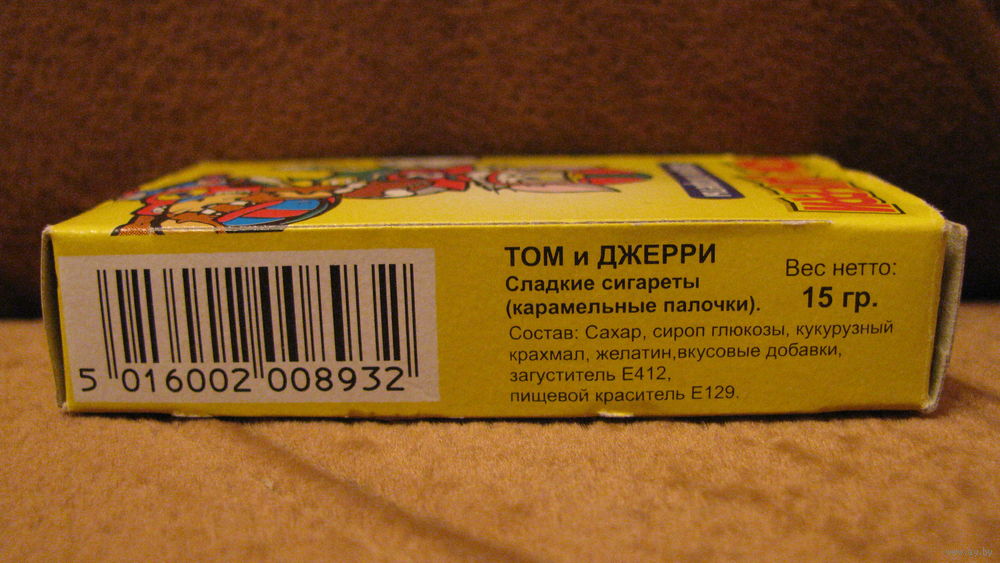 ТОМ и ДЖЕРРИ
Сладкие сигареты
(карамельные палочки).
Вес нетто:
15 гр.
Состав: Сахар, сироп глюкозы, кукурузный
крахмал, желатин,вкусовые добавки,
загуститель Е412,
пищевой краситель Е129.
5 016002 008932